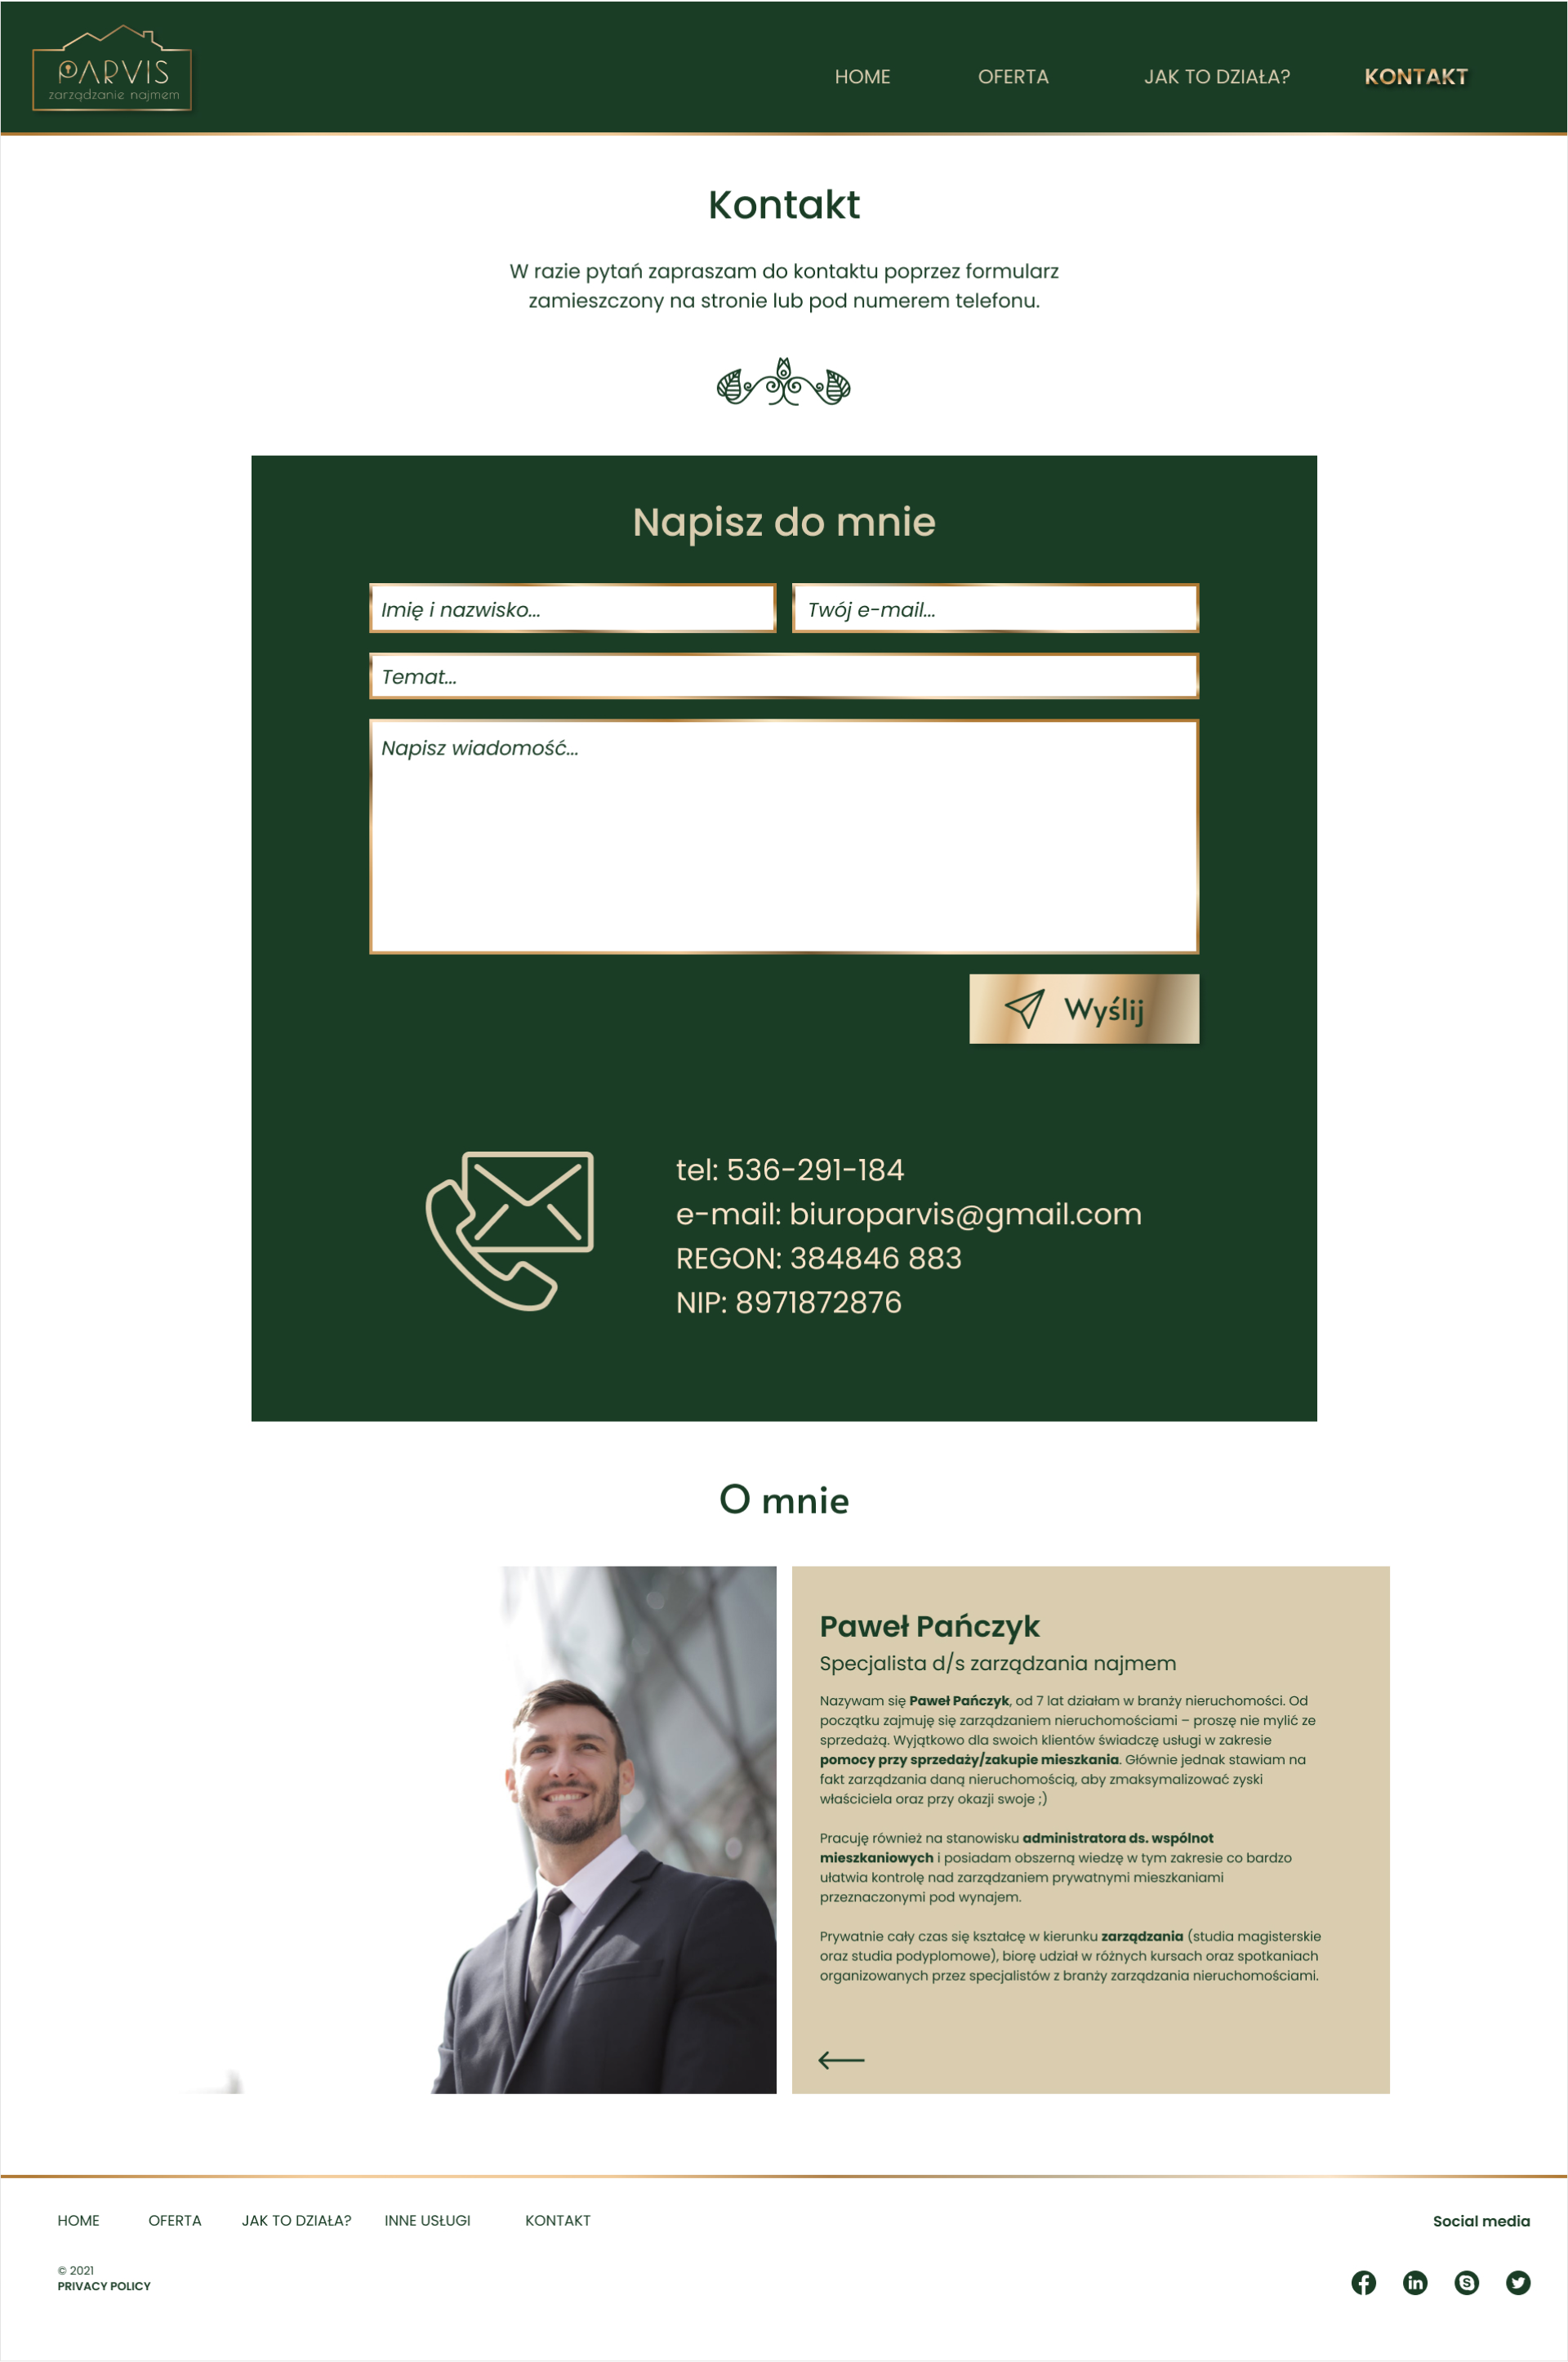 PARVIS
zarządzanie najmem
HOME OFERTA JAK TO DZIAŁA? KONTAKT
Kontakt
W razie pytań zapraszam do kontaktu poprzez formularz
zamieszczony na stronie lub pod numerem telefonu.
Napisz do mnie
Imię i nazwisko... Twój e-mail...
Temat...
Napisz wiadomość...
Wyślij
tel: 536-291-184
e-mail: biuroparvis@gmail.com
REGON: 384846 883
NIP: 8971872876
O mnie
Paweł Pańczyk
Specjalista d/s zarządzania najmem
Nazywam się Paweł Pańczyk, od 7 lat działam w branży nieruchomości. Od
początku zajmuję się zarządzaniem nieruchomościami – proszę nie mylić ze
sprzedażą. Wyjątkowo dla swoich klientów świadczę usługi w zakresie
pomocy przy sprzedaży/zakupie mieszkania. Głównie jednak stawiam na
fakt zarządzania daną nieruchomością, aby zmaksymalizować zyski
właściciela oraz przy okazji swoje ;)
Pracuję również na stanowisku administratora ds. wspólnot
mieszkaniowych i posiadam obszerną wiedzę w tym zakresie co bardzo
ułatwia kontrolę nad zarządzaniem prywatnymi mieszkaniami
przeznaczonymi pod wynajem.
Prywatnie cały czas się kształcę w kierunku zarządzania (studia magisterskie
oraz studia podyplomowe), biorę udział w różnych kursach oraz spotkaniach
organizowanych przez specjalistów z branży zarządzania nieruchomościami.
HOME OFERTA JAK TO DZIAŁA? INNE USŁUGI KONTAKT
Social media
© 2021
PRIVACY POLICY